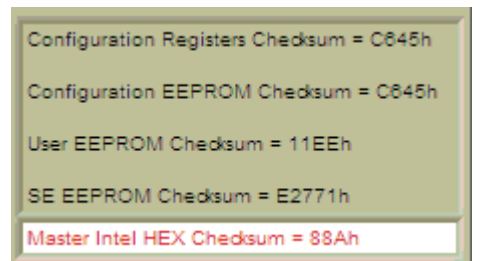 Configuration Registers Checksum = C645h
Configuration EEPROM Checksum = C645h
User EEPROM Checksum = 11EEh
SE EEPROM Checksum = E2771h
Master Intel HEX Checksum = 88Ah